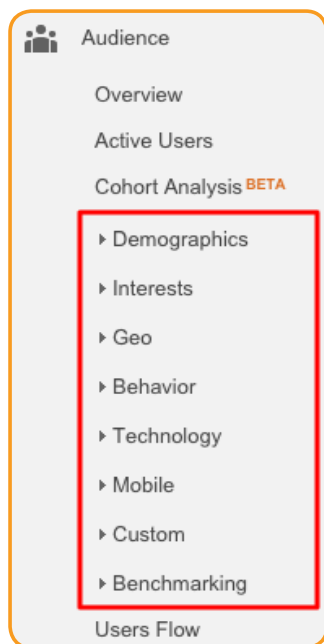 Audience
Overview
Active Users
Cohort Analysis BETA
Demographics
Interests
Geo
Behavior
Technology
Mobile
Custom
Benchmarking
Users Flow